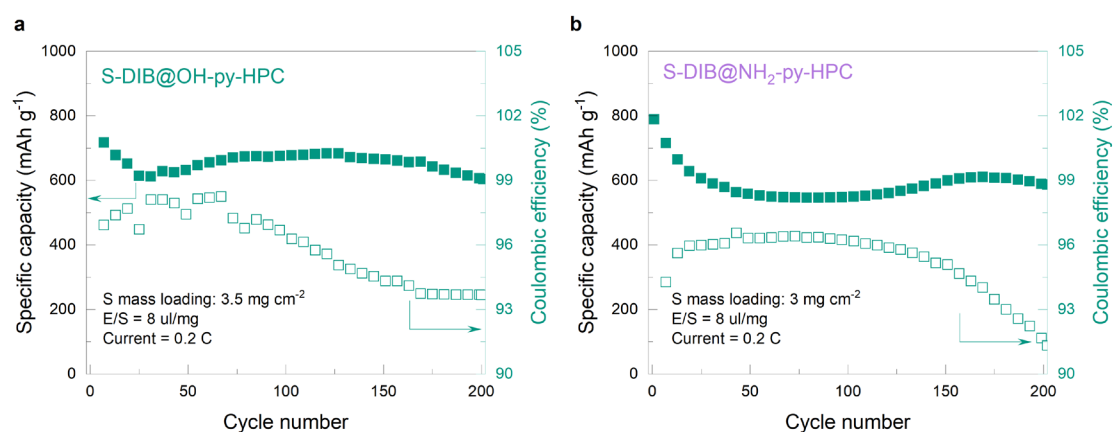 a
S-DIB@OH-py-HPC
Specific capacity (mAh g⁻¹)
1000
800
600
400
200
0
S mass loading: 3.5 mg cm⁻²
E/S = 8 ul/mg
Current = 0.2 C
0 50 100 150 200
Cycle number
105
102
99
96
93
90
Coulombic efficiency (%)
b
S-DIB@NH₂-py-HPC
Specific capacity (mAh g⁻¹)
1000
800
600
400
200
0
S mass loading: 3 mg cm⁻²
E/S = 8 ul/mg
Current = 0.2 C
0 50 100 150 200
Cycle number
105
102
99
96
93
90
Coulombic efficiency (%)